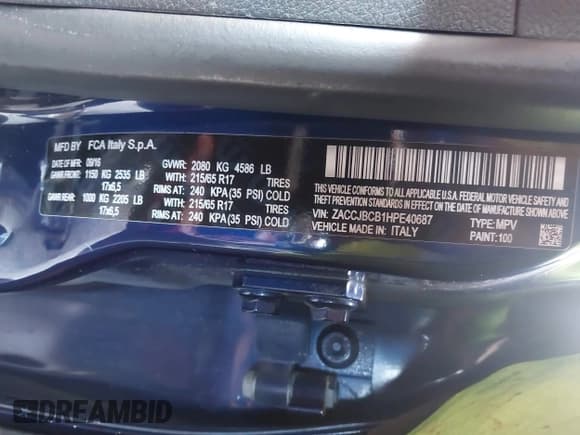 MFD BY FCA Italy S.p.A.
DATE OF MFR: 09/16 GVWR: 2080 KG 4586 LB
GAWR FRONT: 1150 KG 2535 LB WITH: 215/65 R17 TIRES
17x6,5 RIMS AT: 240 KPA(35 PSI) COLD
GAWR REAR: 1000 KG 2205 LB WITH: 215/65 R17 TIRES
17x6,5 RIMS AT: 240 KPA(35 PSI) COLD
THIS VEHICLE CONFORMS TO ALL APPLICABLE U.S.A. FEDERAL MOTOR VEHICLE SAFETY, BUMPER AND
THEFT PREVENTION STANDARDS IN EFFECT ON THE DATE OF MANUFACTURE SHOWN ABOVE.
VIN: ZACCJBCB1HPE40687 TYPE: MPV
VEHICLE MADE IN: ITALY PAINT: 100
DREAMBID